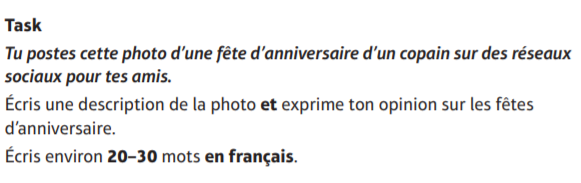 Task
Tu postes cette photo d’une fête d’anniversaire d’un copain sur des réseaux
sociaux pour tes amis.
Écris une description de la photo et exprime ton opinion sur les fêtes
d’anniversaire.
Écris environ 20–30 mots en français.